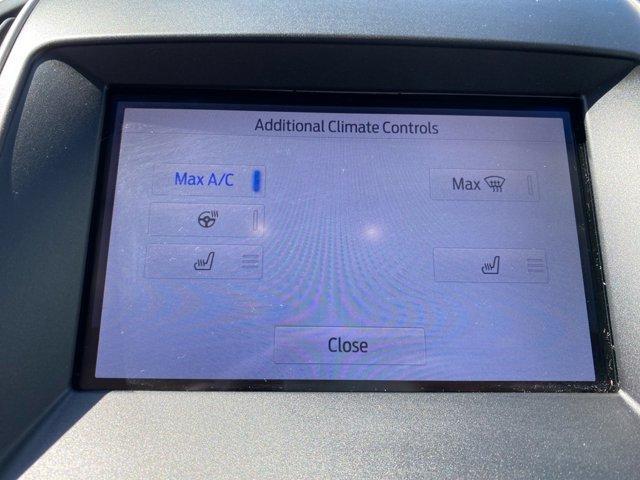 Additional Climate Controls
Max A/C
Max
Close